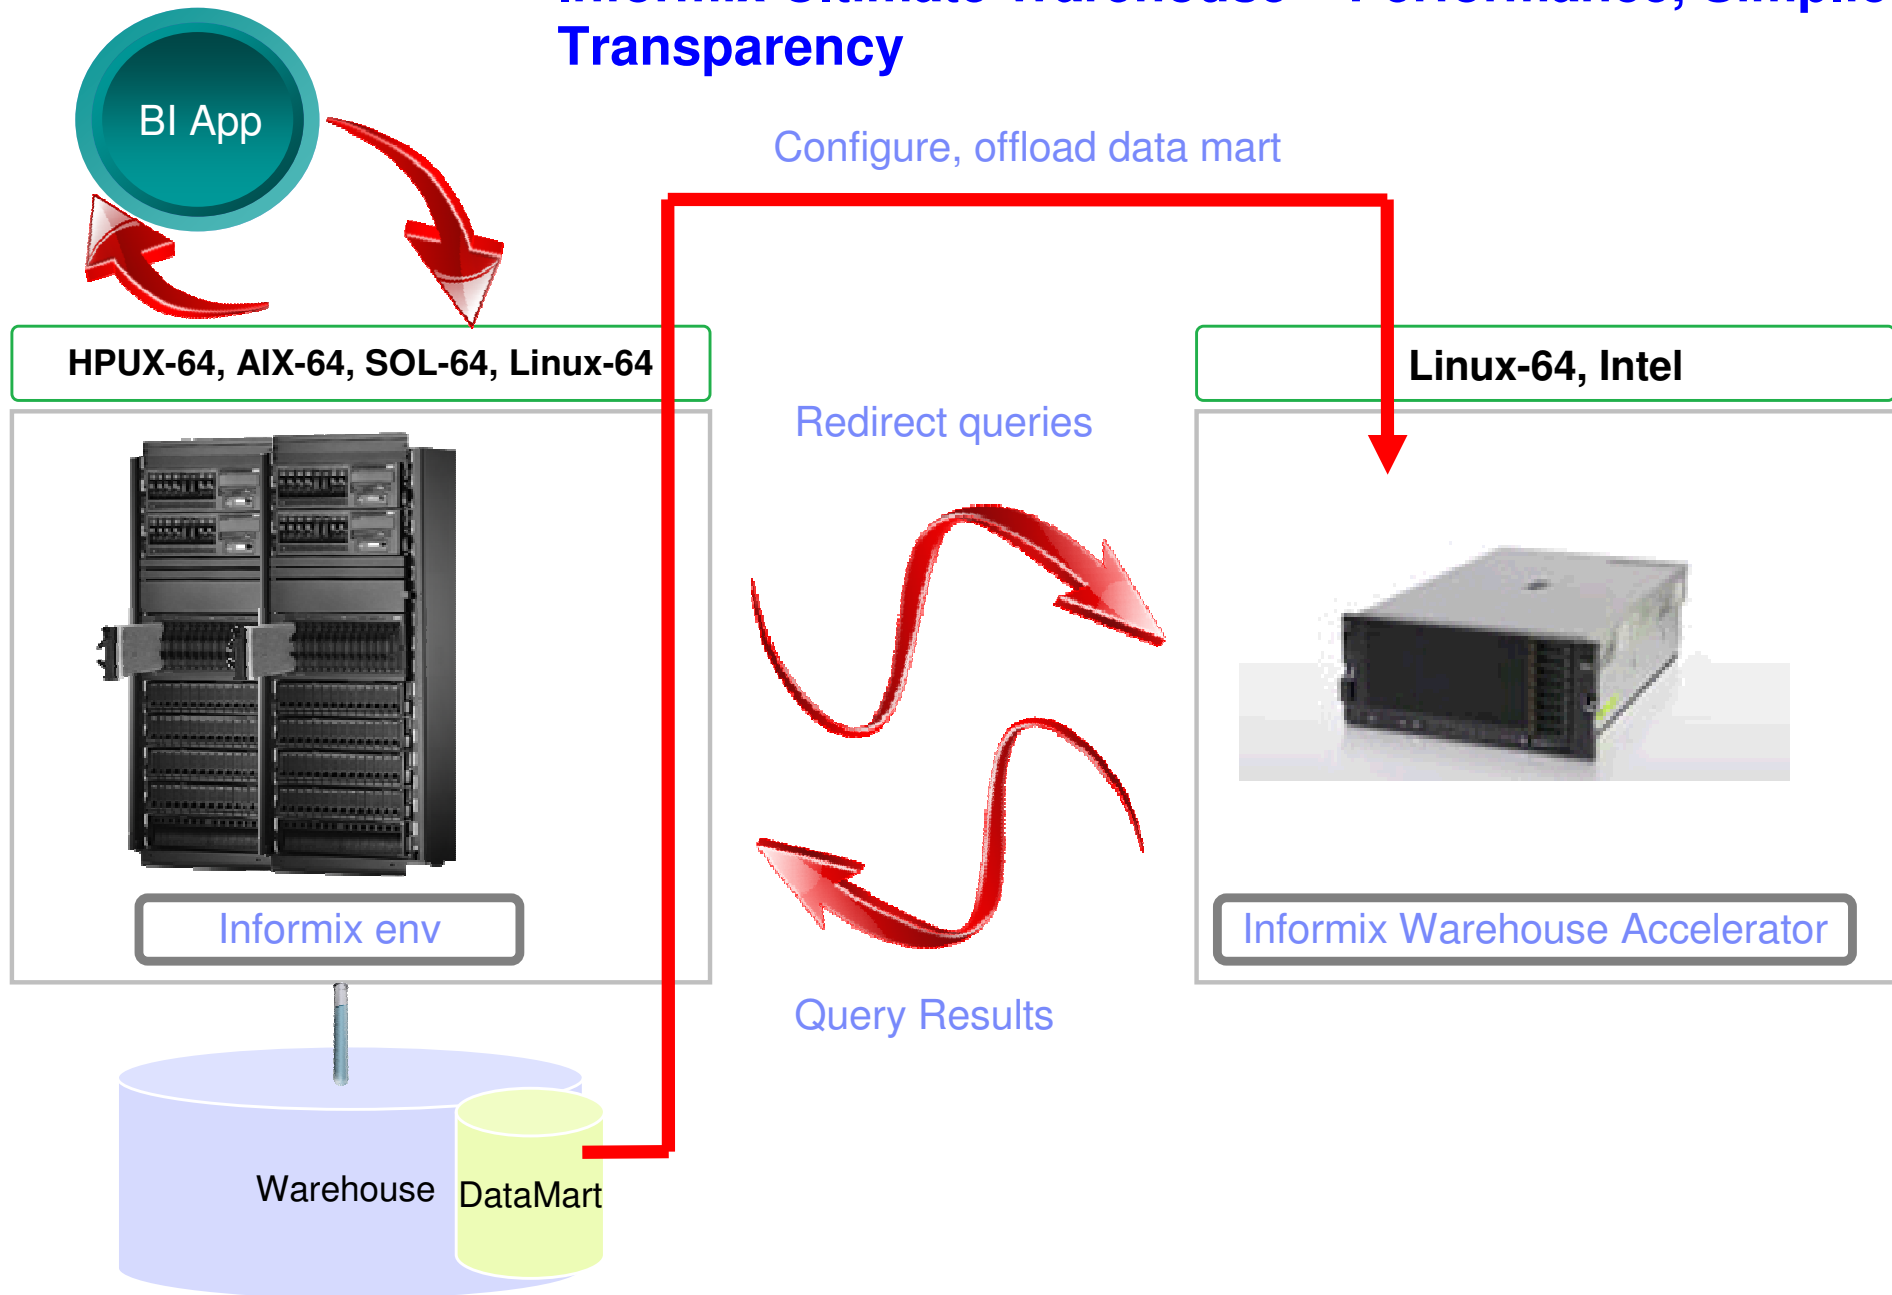 Transparency
BI App
Configure, offload data mart
HPUX-64, AIX-64, SOL-64, Linux-64
Linux-64, Intel
Redirect queries
Informix env
Informix Warehouse Accelerator
Query Results
Warehouse
DataMart